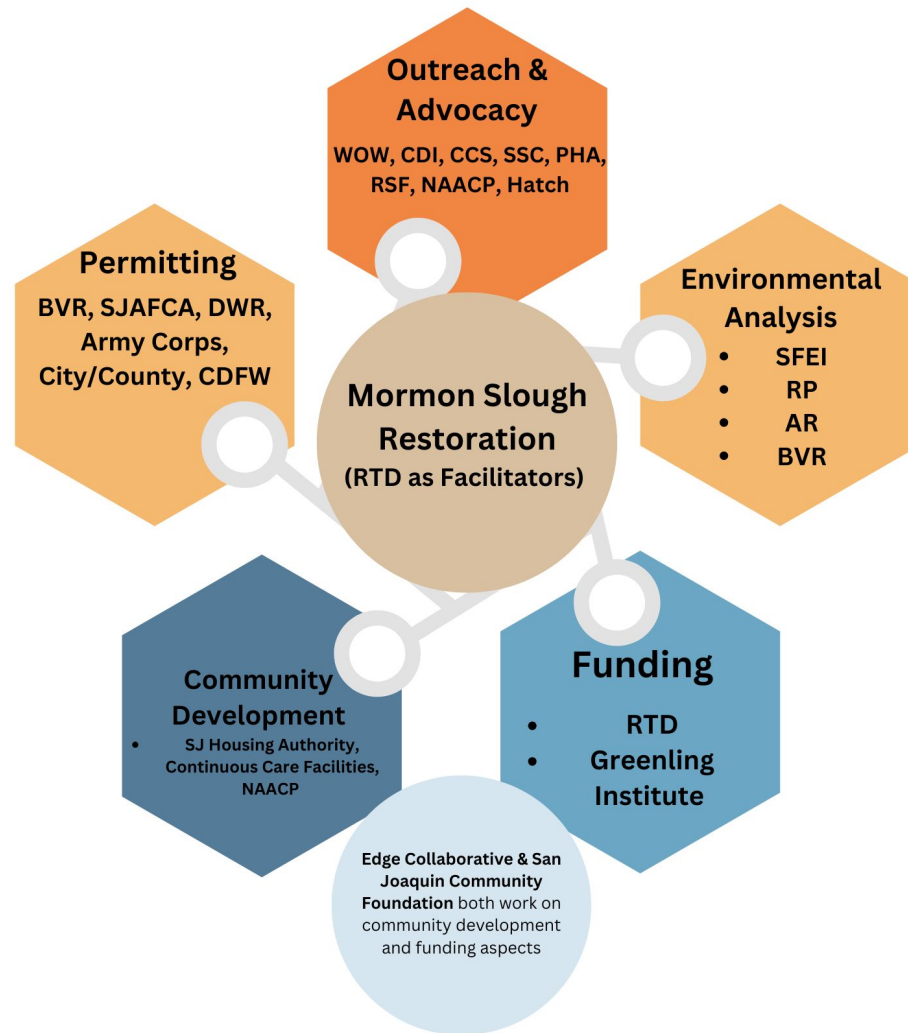 Outreach &
Advocacy
WOW, CDI, CCS, SSC, PHA,
RSF, NAACP, Hatch
Permitting
BVR, SJAFCA, DWR,
Army Corps,
City/County, CDFW
Environmental
Analysis
• SFEI
• RP
• AR
• BVR
Mormon Slough
Restoration
(RTD as Facilitators)
Community
Development
• SJ Housing Authority,
Continuous Care Facilities,
NAACP
Funding
• RTD
• Greenling
Institute
Edge Collaborative & San
Joaquin Community
Foundation both work on
community development
and funding aspects